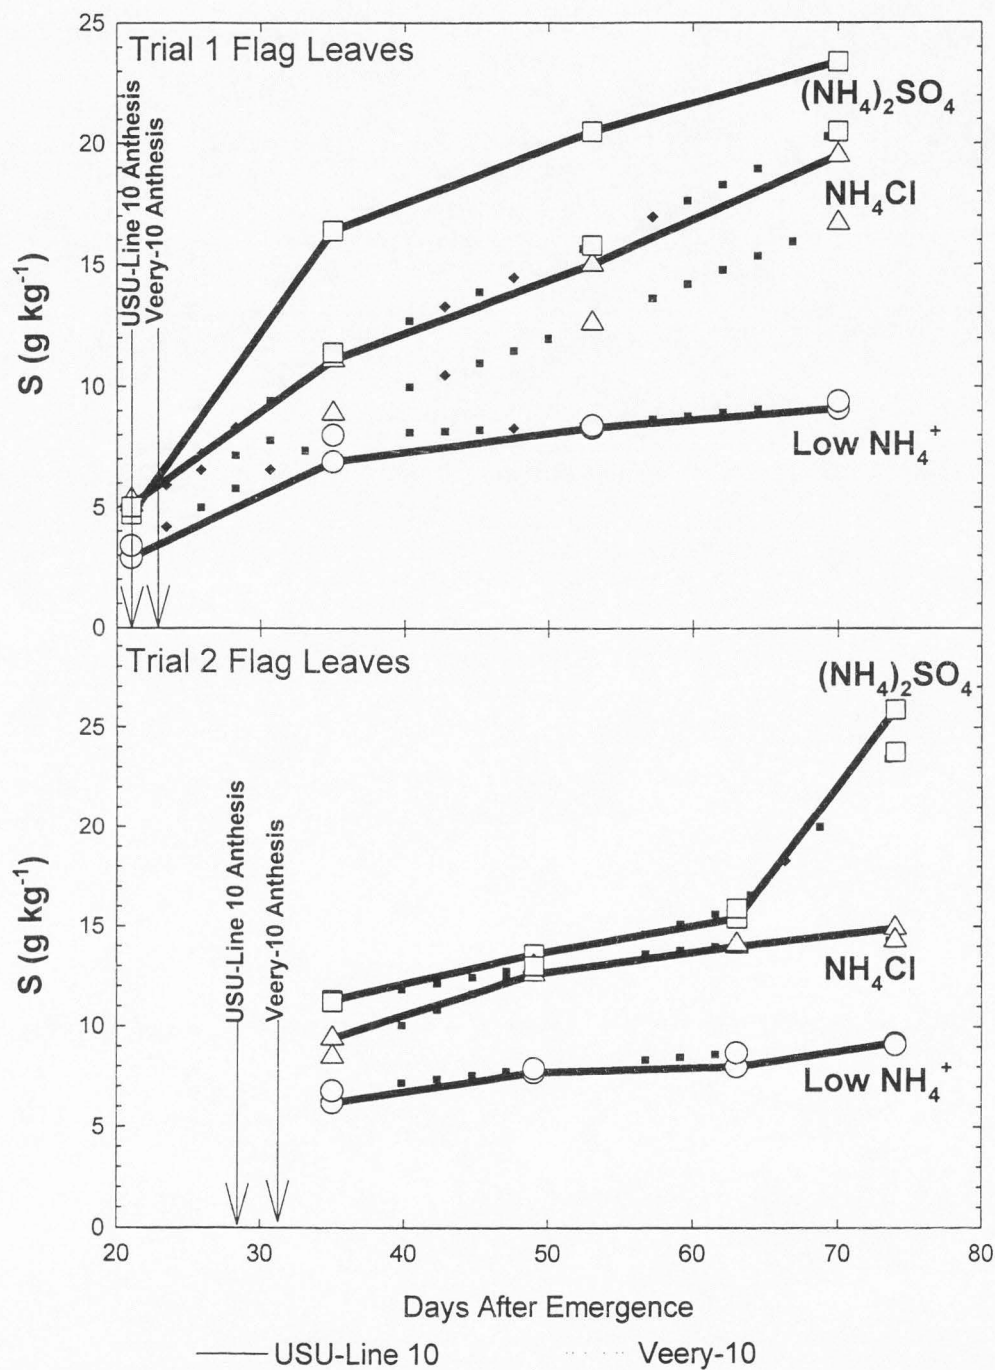 25
Trial 1 Flag Leaves
(NH4)2SO4
20
USU-Line 10 Anthesis
Veery-10 Anthesis
NH4Cl
15
S (g kg-1)
10
Low NH4+
5
0
Trial 2 Flag Leaves
(NH4)2SO4
25
USU-Line 10 Anthesis
Veery-10 Anthesis
20
S (g kg-1)
15
NH4Cl
10
Low NH4+
5
0
20 30 40 50 60 70 80
Days After Emergence
USU-Line 10 Veery-10